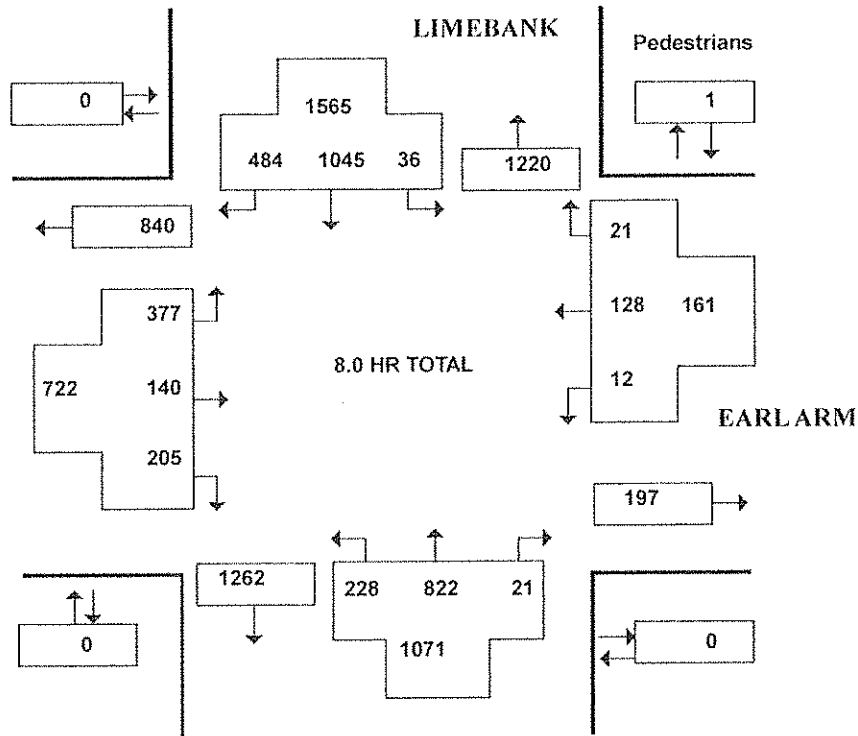 LIMEBANK
Pedestrians
0
1565
1
484 1045 36
1220
840
21
377
128 161
8.0 HR TOTAL
722 140
12
EARL ARM
205
197
1262
228 822 21
0
1071
0